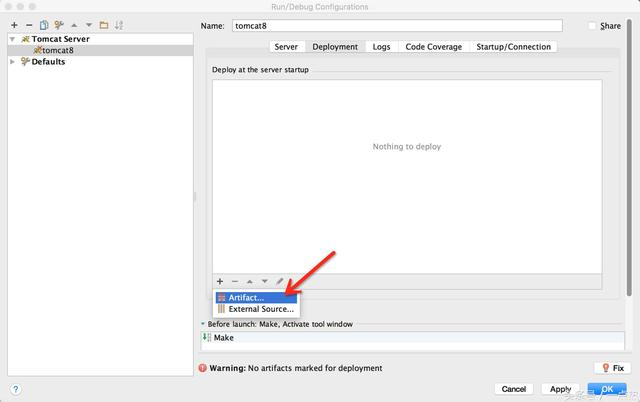 Run/Debug Configurations
Name: tomcat8
Share
Tomcat Server
tomcat8
Defaults
Server Deployment Logs Code Coverage Startup/Connection
Deploy at the server startup
Nothing to deploy
Artifact...
External Source...
Before launch: Make, Activate tool window
Make
Warning: No artifacts marked for deployment
Fix
? Cancel Apply OK